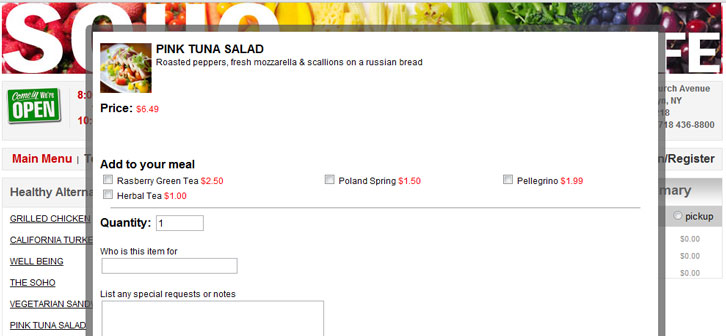 SOHO
FE
PINK TUNA SALAD
Roasted peppers, fresh mozzarella & scallions on a russian bread
Price: $6.49
Come In We're
OPEN
8:0
10:
urch Avenue
yn, NY
218
718 436-8800
Main Menu |
n/Register
Add to your meal
Rasberry Green Tea $2.50
Poland Spring $1.50
Pellegrino $1.99
Herbal Tea $1.00
Healthy Alterna
mary
GRILLED CHICKEN
pickup
Quantity: 1
CALIFORNIA TURKE
$0.00
WELL BEING
Who is this item for
$0.00
THE SOHO
$0.00
VEGETARIAN SAND
List any special requests or notes
PINK TUNA SALAD